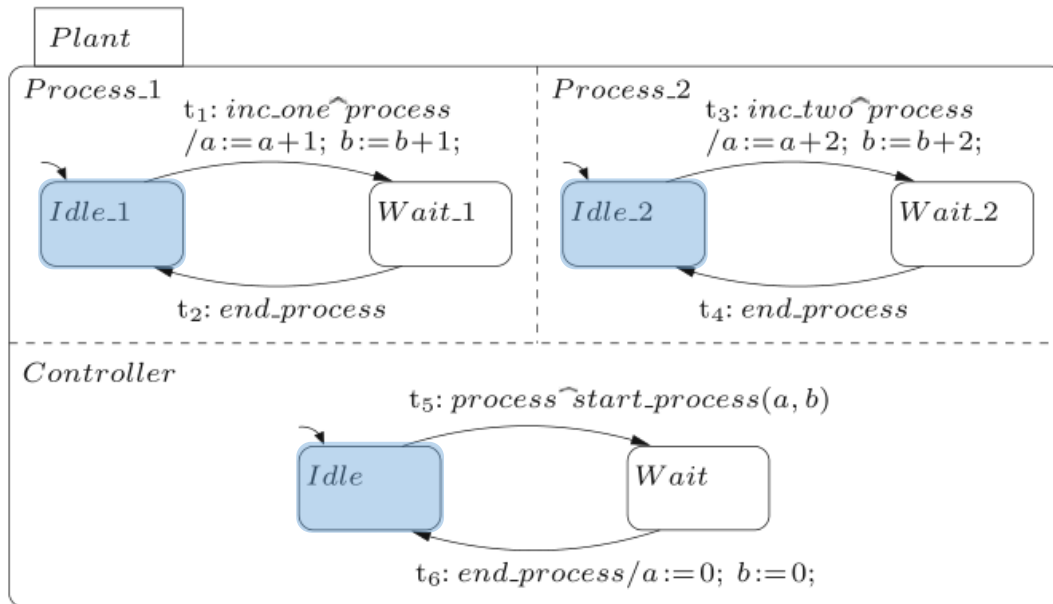 Plant
Process_1
t₁: inc_one^process
/a:=a+1; b:=b+1;
Idle_1
Wait_1
t₂: end_process
Process_2
t₃: inc_two^process
/a:=a+2; b:=b+2;
Idle_2
Wait_2
t₄: end_process
Controller
t₅: process^start_process(a, b)
Idle
Wait
t₆: end_process/a:=0; b:=0;